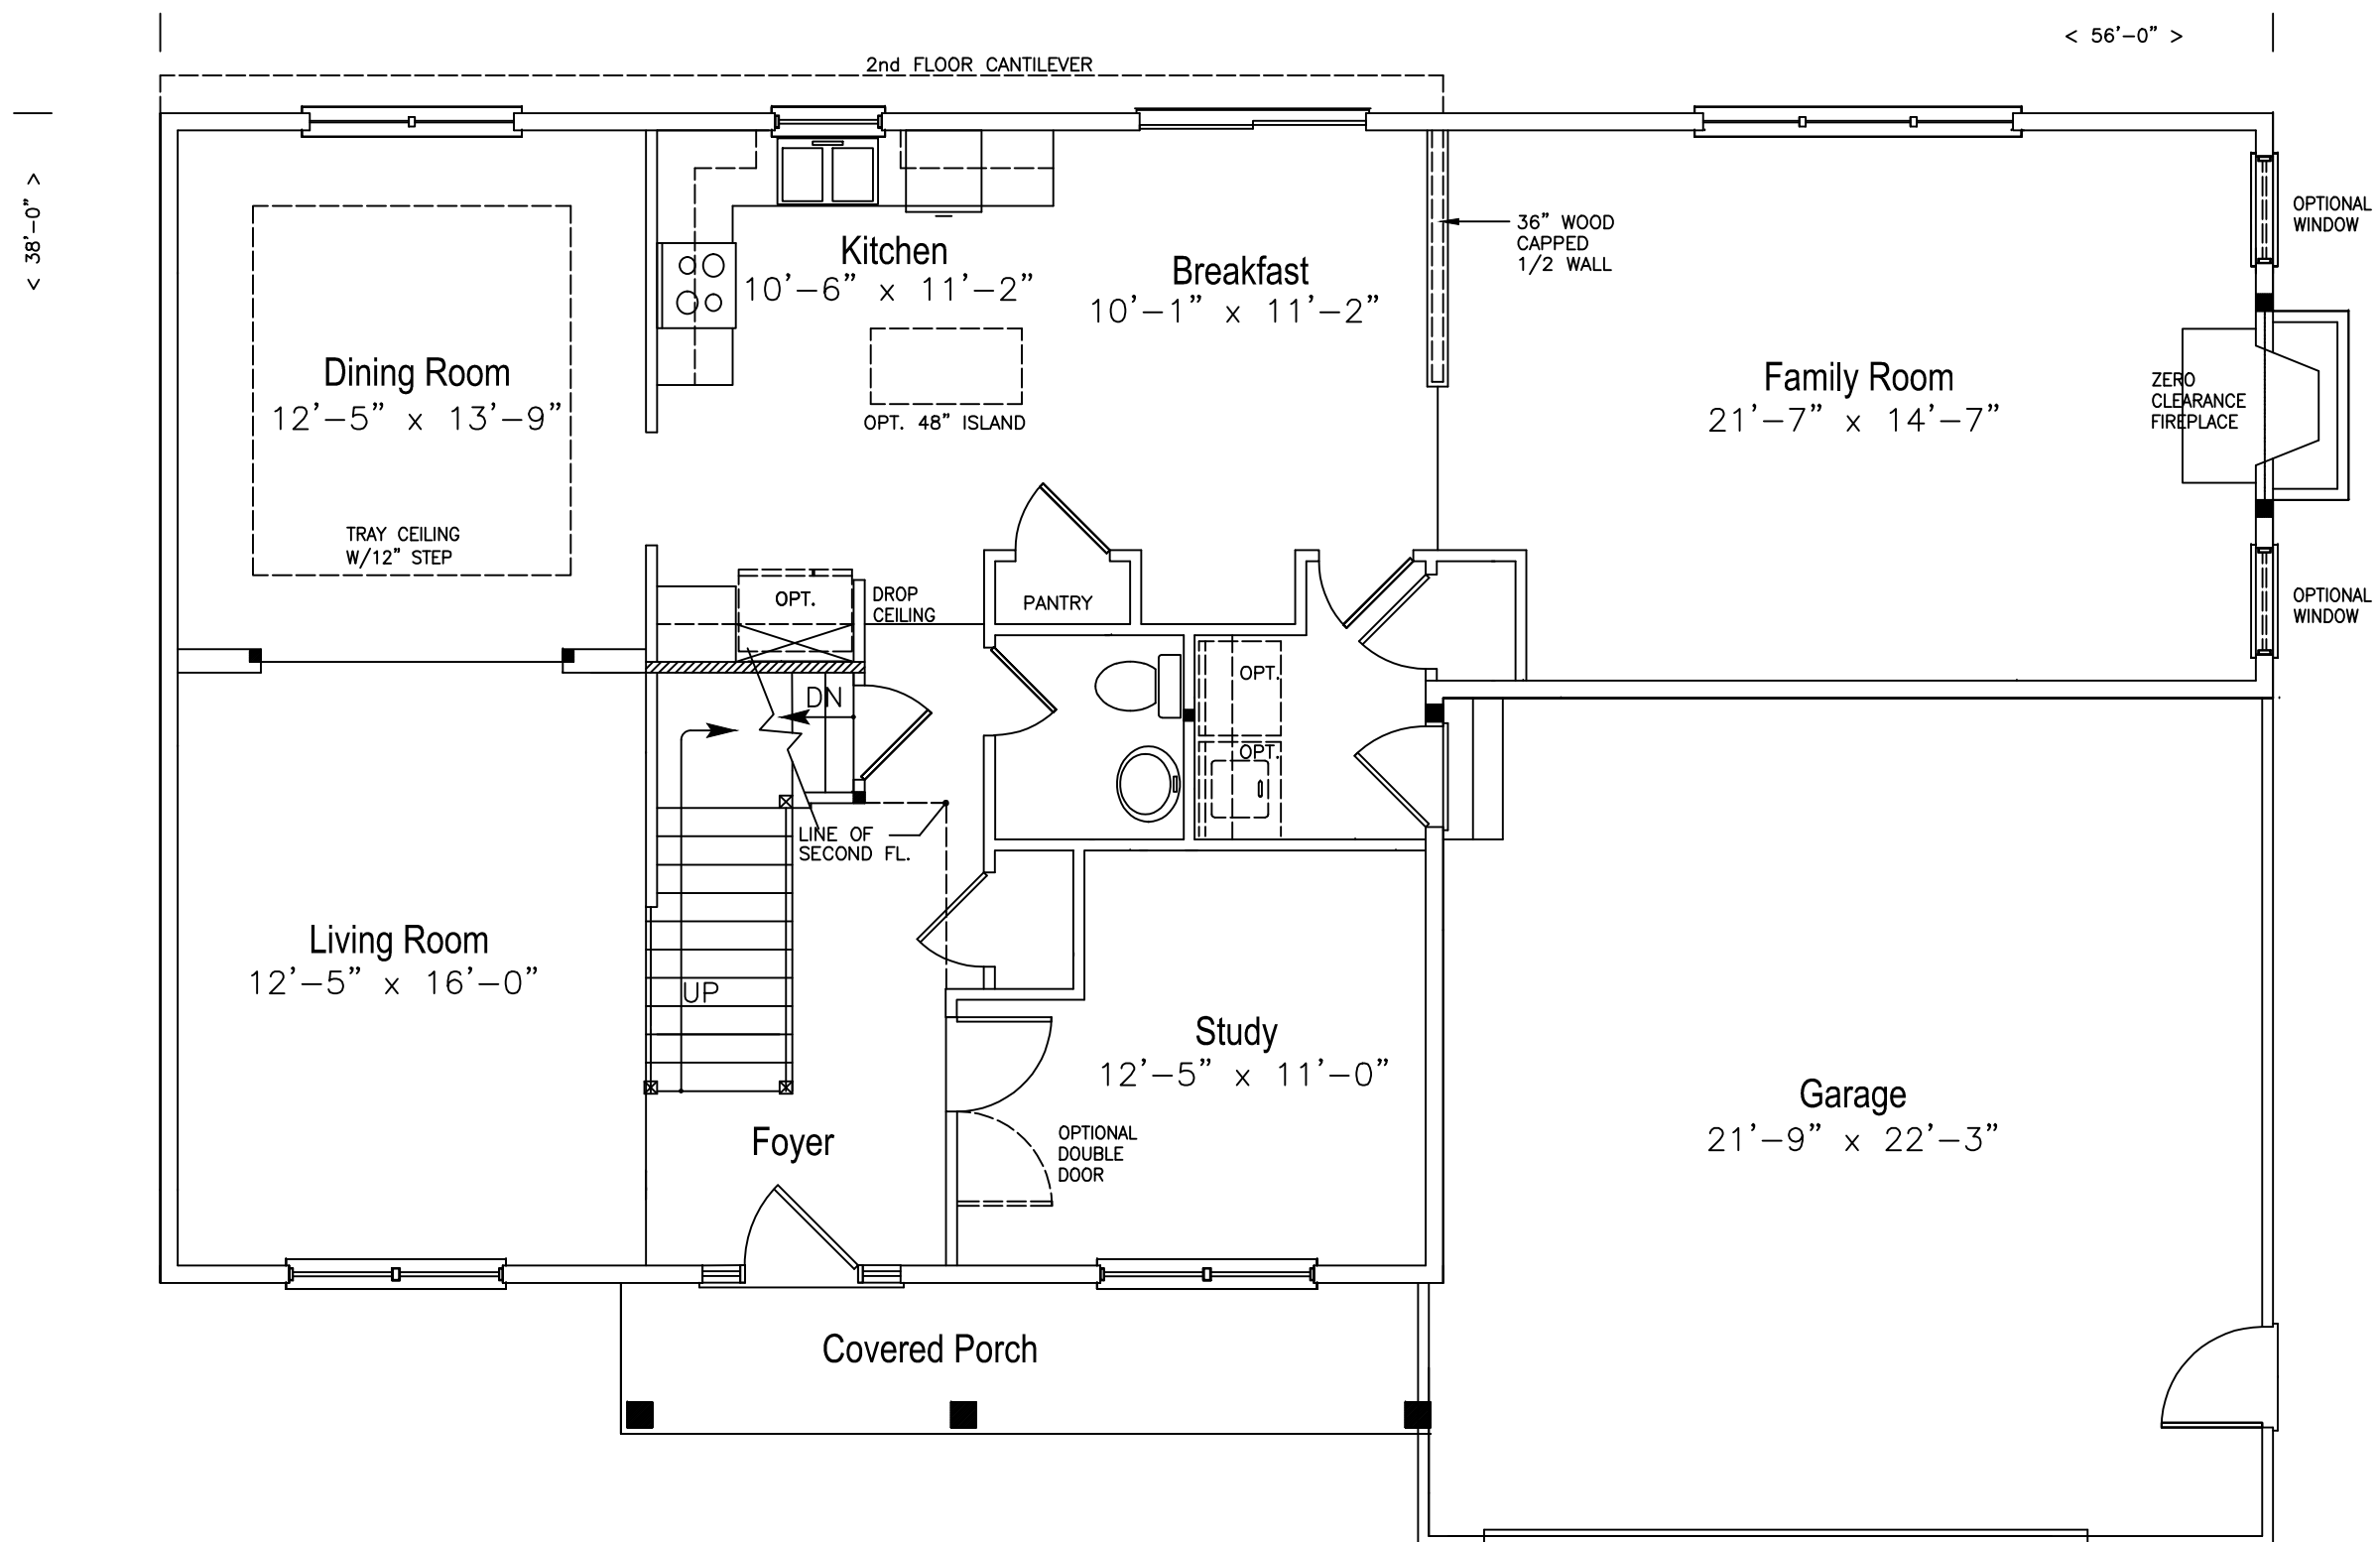 < 56'-0" >
2nd FLOOR CANTILEVER
< 38'-0" >
OPTIONAL
WINDOW
36" WOOD
CAPPED
1/2 WALL
Kitchen
10'-6" x 11'-2"
Breakfast
10'-1" x 11'-2"
Dining Room
12'-5" x 13'-9"
Family Room
21'-7" x 14'-7"
ZERO
CLEARANCE
FIREPLACE
OPT. 48" ISLAND
TRAY CEILING
W/12" STEP
OPT.
DROP
CEILING
PANTRY
OPTIONAL
WINDOW
OPT.
DN
OPT.
LINE OF
SECOND FL.
Living Room
12'-5" x 16'-0"
UP
Study
12'-5" x 11'-0"
Garage
21'-9" x 22'-3"
Foyer
OPTIONAL
DOUBLE
DOOR
Covered Porch